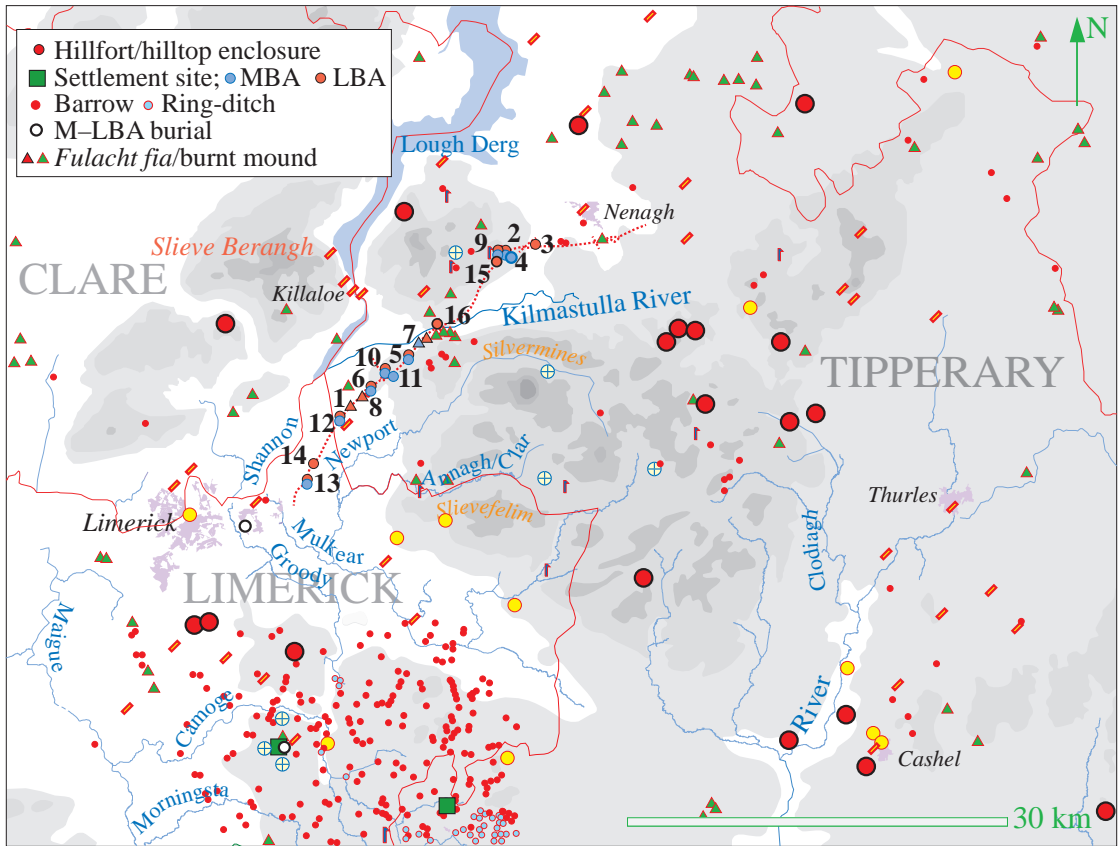 Hillfort/hilltop enclosure
Settlement site; MBA LBA
Barrow Ring-ditch
M–LBA burial
Fulacht fia/burnt mound
N
Lough Derg
Nenagh
Slieve Berangh
CLARE
Killaloe
9 2 3
15 4
Kilmastulla River
16
7
Silvermines
10 5
6 11
8
1
12
TIPPERARY
Shannon
Newport
14
13
Annagh/Clar
Slievefelim
Thurles
Limerick
Mulkear
Groody
LIMERICK
Clodiagh
Maigue
Camoge
River
Cashel
Morningsta
30 km